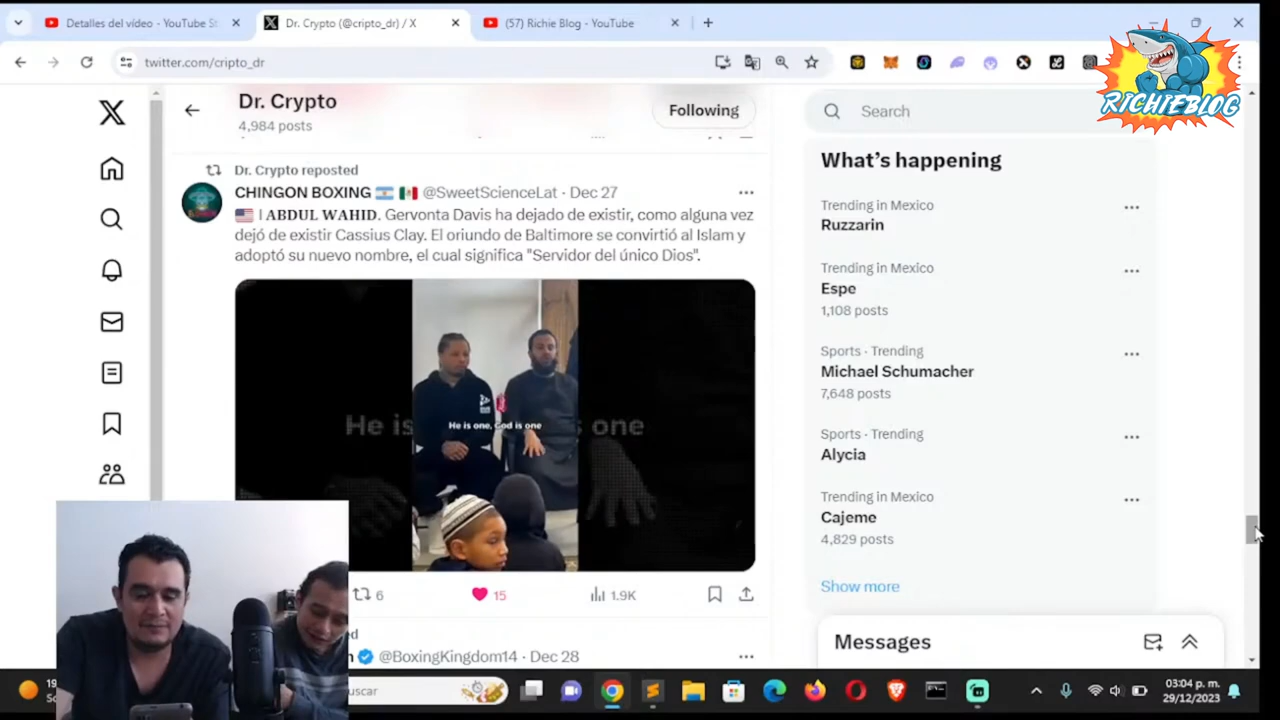 Detalles del vídeo - YouTube St
Dr. Crypto (@cripto_dr) / X
(57) Richie Blog - YouTube
twitter.com/cripto_dr
RICHIEBLOG
Dr. Crypto
4,984 posts
Following
Search
Dr. Crypto reposted
CHINGON BOXING 🇦🇷 🇲🇽 @SweetScienceLat · Dec 27
🇺🇸 | 𝐀𝐁𝐃𝐔𝐋 𝐖𝐀𝐇𝐈𝐃. Gervonta Davis ha dejado de existir, como alguna vez
dejó de existir Cassius Clay. El oriundo de Baltimore se convirtió al Islam y
adoptó su nuevo nombre, el cual significa "Servidor del único Dios".
He is one, God is one
He is
one
6
15
1.9K
@BoxingKingdom14 · Dec 28
What's happening
Trending in Mexico
Ruzzarin
Trending in Mexico
Espe
1,108 posts
Sports · Trending
Michael Schumacher
7,648 posts
Sports · Trending
Alycia
Trending in Mexico
Cajeme
4,829 posts
Show more
Messages
19
uscar
03:04 p. m.
29/12/2023